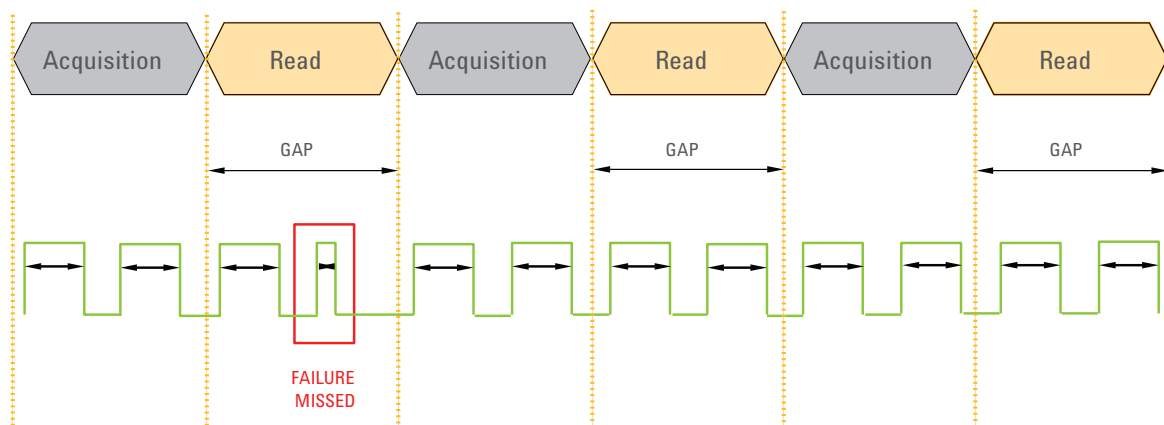 Acquisition
Read
Acquisition
Read
Acquisition
Read
GAP
GAP
GAP
FAILURE
MISSED